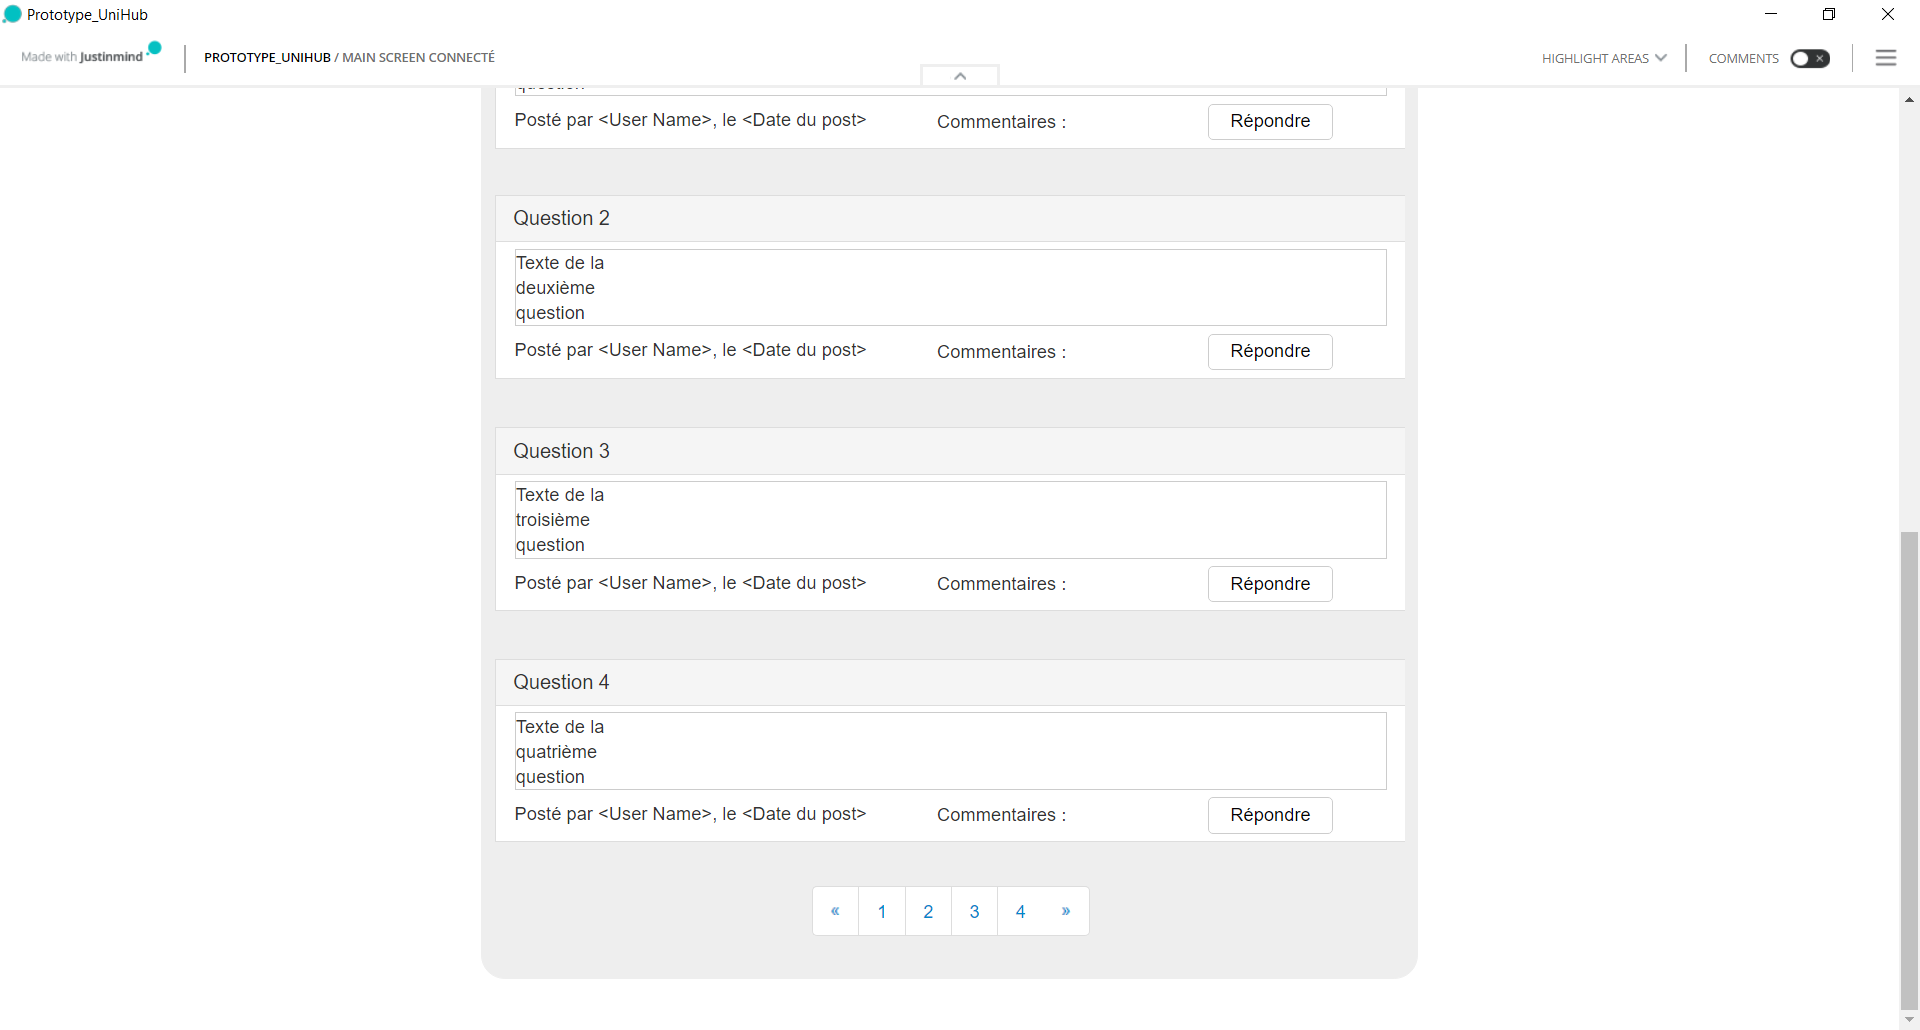 Prototype_UniHub
Made with Justinmind
PROTOTYPE_UNIHUB / MAIN SCREEN CONNECTÉ
HIGHLIGHT AREAS
COMMENTS
question
Posté par <User Name>, le <Date du post>
Commentaires :
Répondre
Question 2
Texte de la
deuxième
question
Posté par <User Name>, le <Date du post>
Commentaires :
Répondre
Question 3
Texte de la
troisième
question
Posté par <User Name>, le <Date du post>
Commentaires :
Répondre
Question 4
Texte de la
quatrième
question
Posté par <User Name>, le <Date du post>
Commentaires :
Répondre
« 1 2 3 4 »